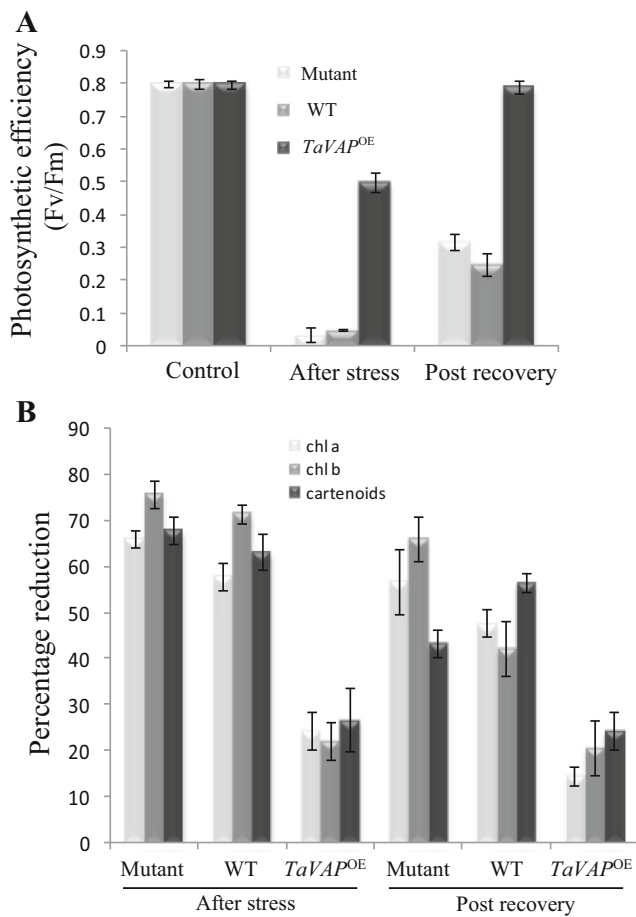 A
Photosynthetic efficiency
(Fv/Fm)
0.9
0.8
0.7
0.6
0.5
0.4
0.3
0.2
0.1
0
Mutant
WT
TaVAPOE
Control
After stress
Post recovery
B
Percentage reduction
90
80
70
60
50
40
30
20
10
0
chl a
chl b
cartenoids
Mutant
WT
TaVAPOE
Mutant
WT
TaVAPOE
After stress
Post recovery